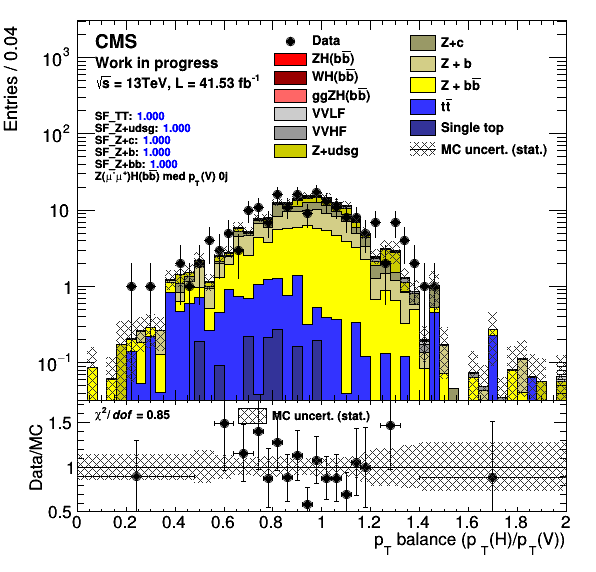 CMS
Work in progress
√s = 13TeV, L = 41.53 fb⁻¹
SF_TT: 1.000
SF_Z+udsg: 1.000
SF_Z+c: 1.000
SF_Z+b: 1.000
SF_Z+bb: 1.000
Z(μ⁻μ⁺)H(bb̅) med p_T(V) 0j
Data
ZH(bb̅)
WH(bb̅)
ggZH(bb̅)
VVLF
VVHF
Z+udsg
Z+c
Z + b
Z + bb̅
tt̅
Single top
MC uncert. (stat.)
Entries / 0.04
10³
10²
10
1
10⁻¹
χ²/dof = 0.85
MC uncert. (stat.)
Data/MC
1.5
1
0.5
0 0.2 0.4 0.6 0.8 1 1.2 1.4 1.6 1.8 2
p_T balance (p_T(H)/p_T(V))